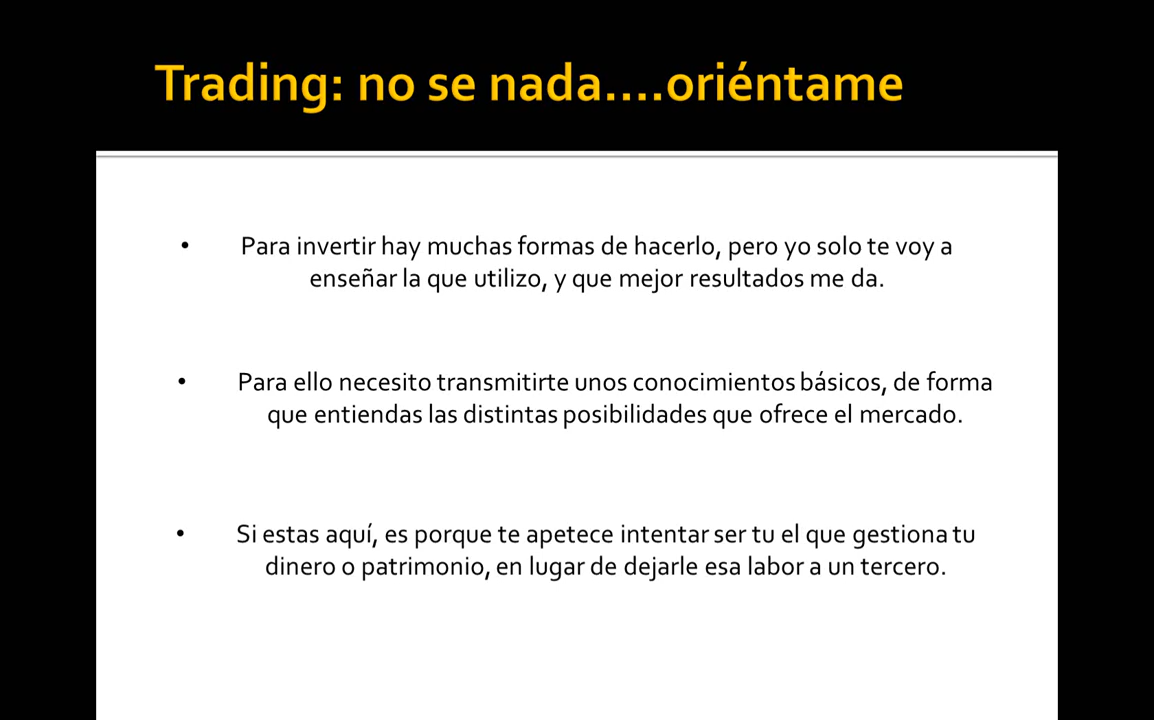 Trading: no se nada....oriéntame
• Para invertir hay muchas formas de hacerlo, pero yo solo te voy a
enseñar la que utilizo, y que mejor resultados me da.
• Para ello necesito transmitirte unos conocimientos básicos, de forma
que entiendas las distintas posibilidades que ofrece el mercado.
• Si estas aquí, es porque te apetece intentar ser tu el que gestiona tu
dinero o patrimonio, en lugar de dejarle esa labor a un tercero.